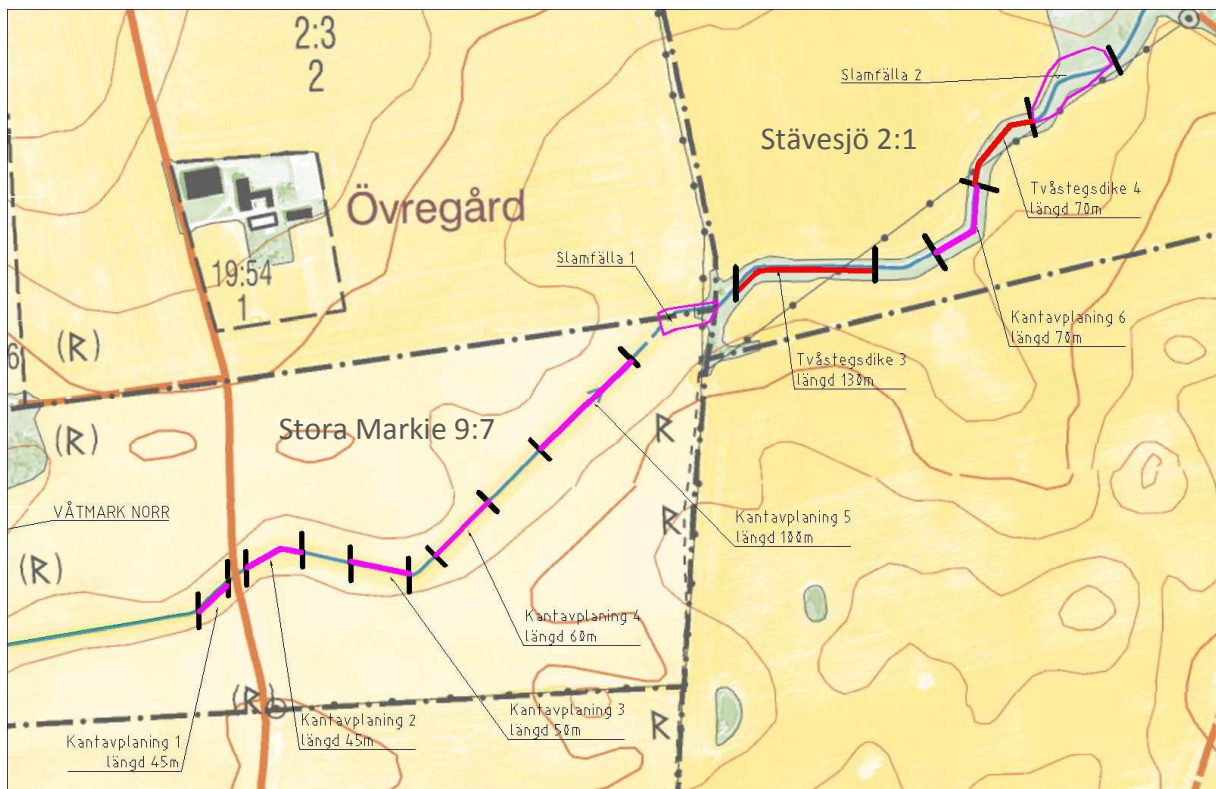 2:3
2
Slamfälla 2
Stävesjö 2:1
Övregård
Tvåstegsdike 4
längd 70m
Slamfälla 1
19:54
1
Kantavplaning 6
längd 70m
(R)
6
Tvåstegsdike 3
längd 130m
Stora Markie 9:7
R
(R)
VÅTMARK NORR
Kantavplaning 5
längd 100m
R
(R)
Kantavplaning 4
längd 60m
(R)
Kantavplaning 3
längd 50m
R
Kantavplaning 2
längd 45m
Kantavplaning 1
längd 45m